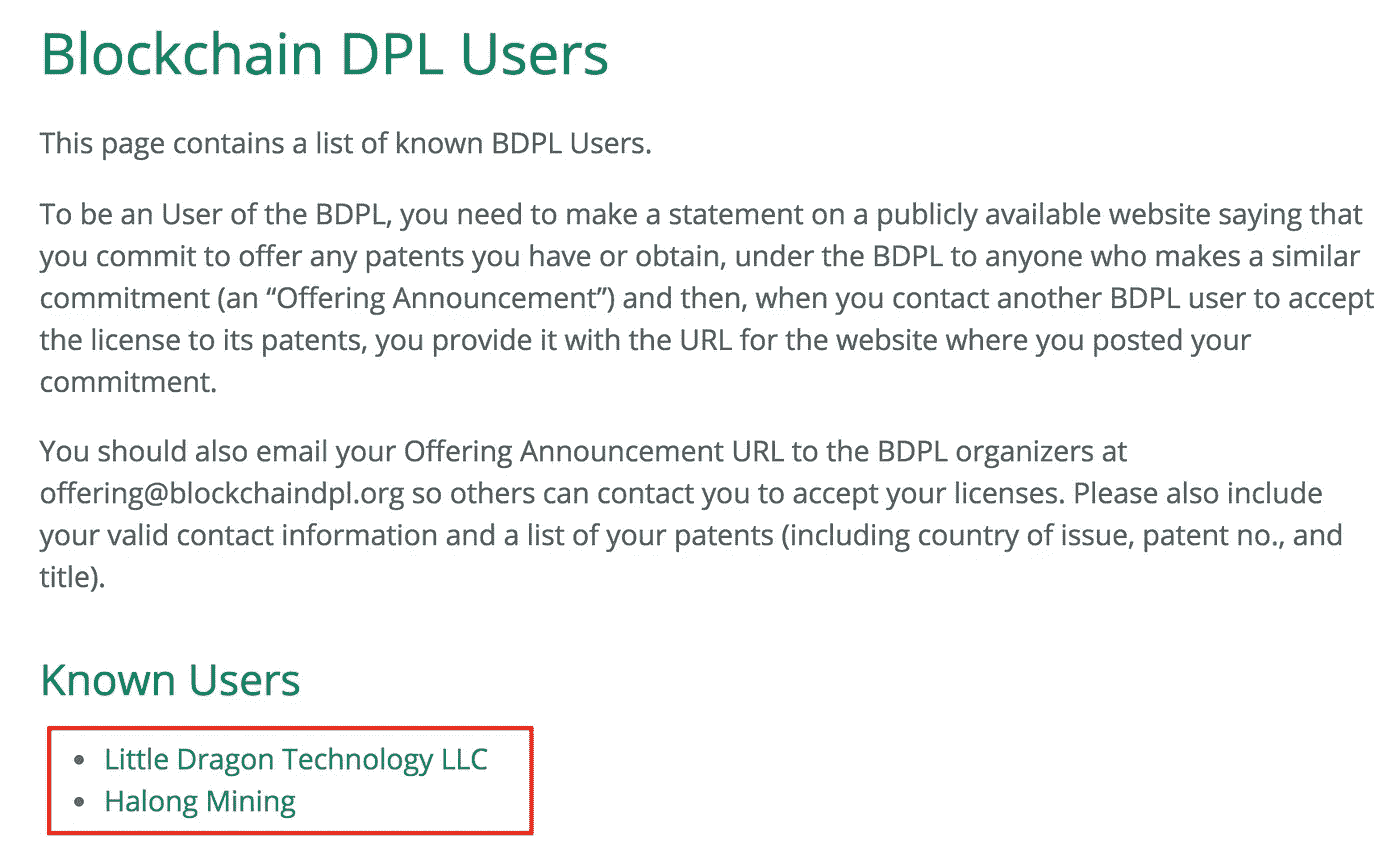 Blockchain DPL Users
This page contains a list of known BDPL Users.
To be an User of the BDPL, you need to make a statement on a publicly available website saying that
you commit to offer any patents you have or obtain, under the BDPL to anyone who makes a similar
commitment (an “Offering Announcement”) and then, when you contact another BDPL user to accept
the license to its patents, you provide it with the URL for the website where you posted your
commitment.
You should also email your Offering Announcement URL to the BDPL organizers at
offering@blockchaindpl.org so others can contact you to accept your licenses. Please also include
your valid contact information and a list of your patents (including country of issue, patent no., and
title).
Known Users
• Little Dragon Technology LLC
• Halong Mining